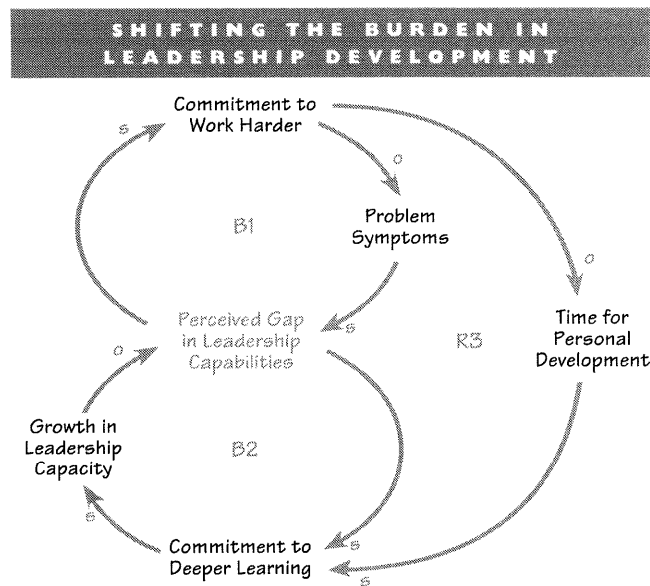 SHIFTING THE BURDEN IN
LEADERSHIP DEVELOPMENT
Commitment to
Work Harder
s
o
B1
Problem
Symptoms
o
Perceived Gap
in Leadership
Capabilities
s
R3
Time for
Personal
Development
o
Growth in
Leadership
Capacity
B2
s
Commitment to
Deeper Learning
s
s